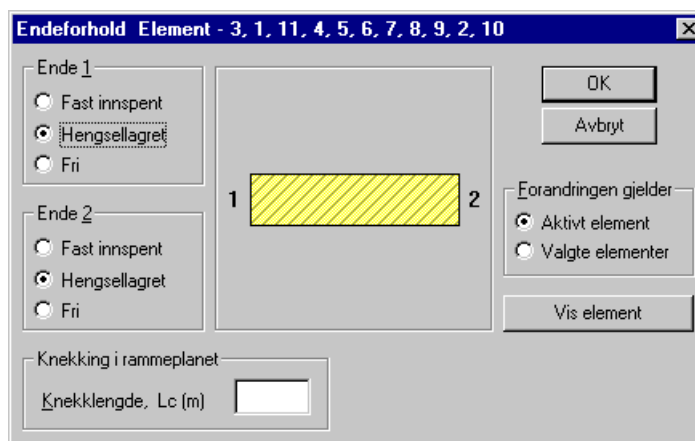 Endeforhold Element - 3, 1, 11, 4, 5, 6, 7, 8, 9, 2, 10
Ende 1
Fast innspent
Hengsellagret
Fri
Ende 2
Fast innspent
Hengsellagret
Fri
1
2
OK
Avbryt
Forandringen gjelder
Aktivt element
Valgte elementer
Vis element
Knekking i rammeplanet
Knekklengde, Lc (m)